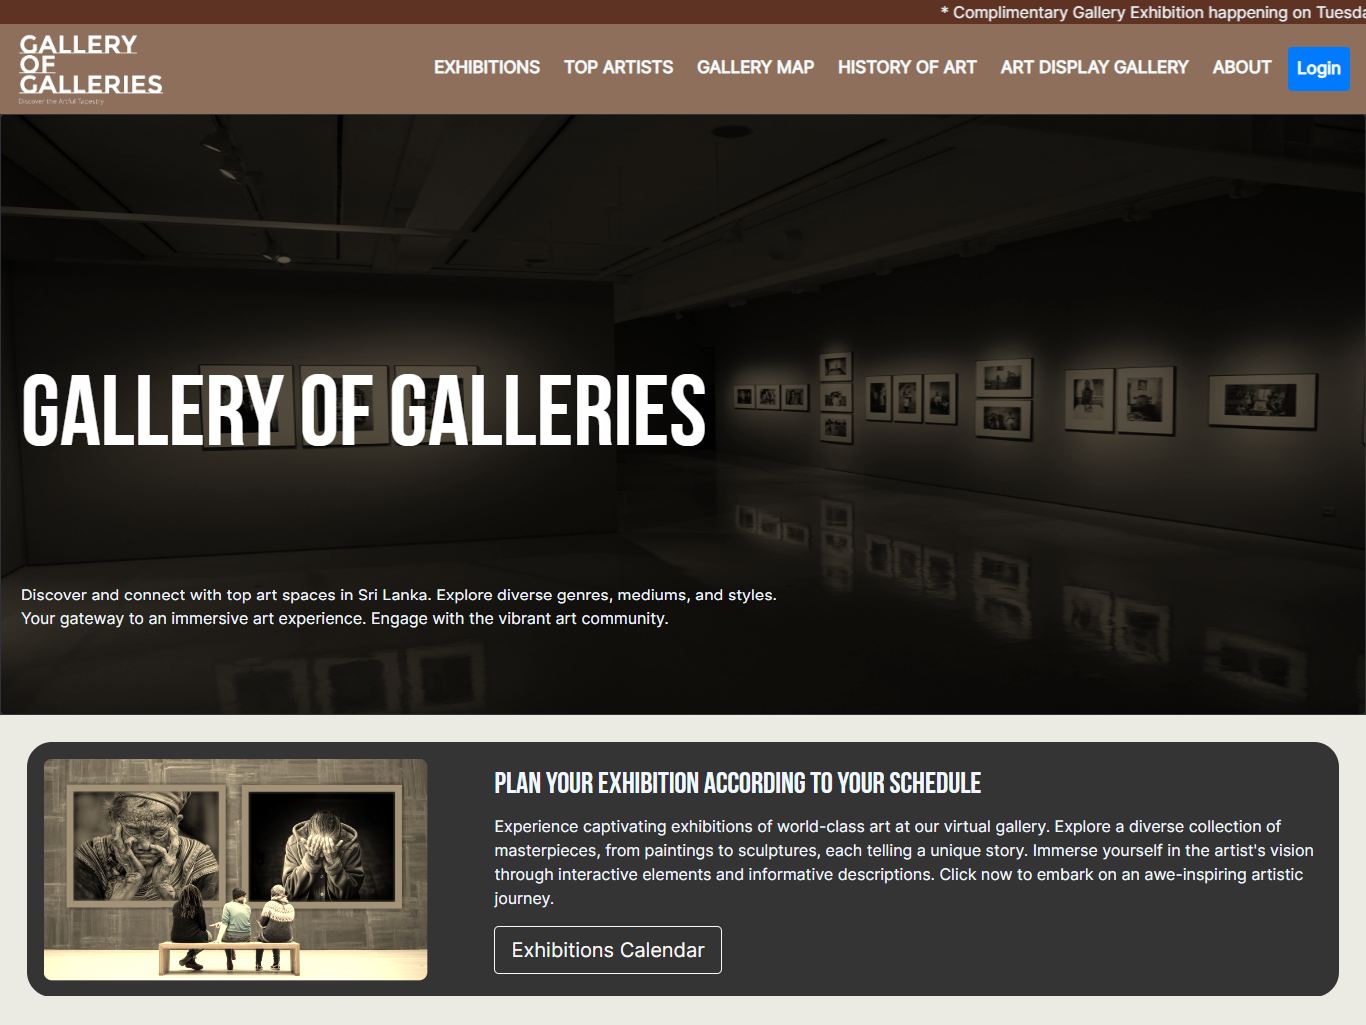 * Complimentary Gallery Exhibition happening on Tuesda
GALLERY
OF
GALLERIES
Discover the Artful Tapestry
EXHIBITIONS TOP ARTISTS GALLERY MAP HISTORY OF ART ART DISPLAY GALLERY ABOUT Login
GALLERY OF GALLERIES
Discover and connect with top art spaces in Sri Lanka. Explore diverse genres, mediums, and styles.
Your gateway to an immersive art experience. Engage with the vibrant art community.
PLAN YOUR EXHIBITION ACCORDING TO YOUR SCHEDULE
Experience captivating exhibitions of world-class art at our virtual gallery. Explore a diverse collection of
masterpieces, from paintings to sculptures, each telling a unique story. Immerse yourself in the artist's vision
through interactive elements and informative descriptions. Click now to embark on an awe-inspiring artistic
journey.
Exhibitions Calendar